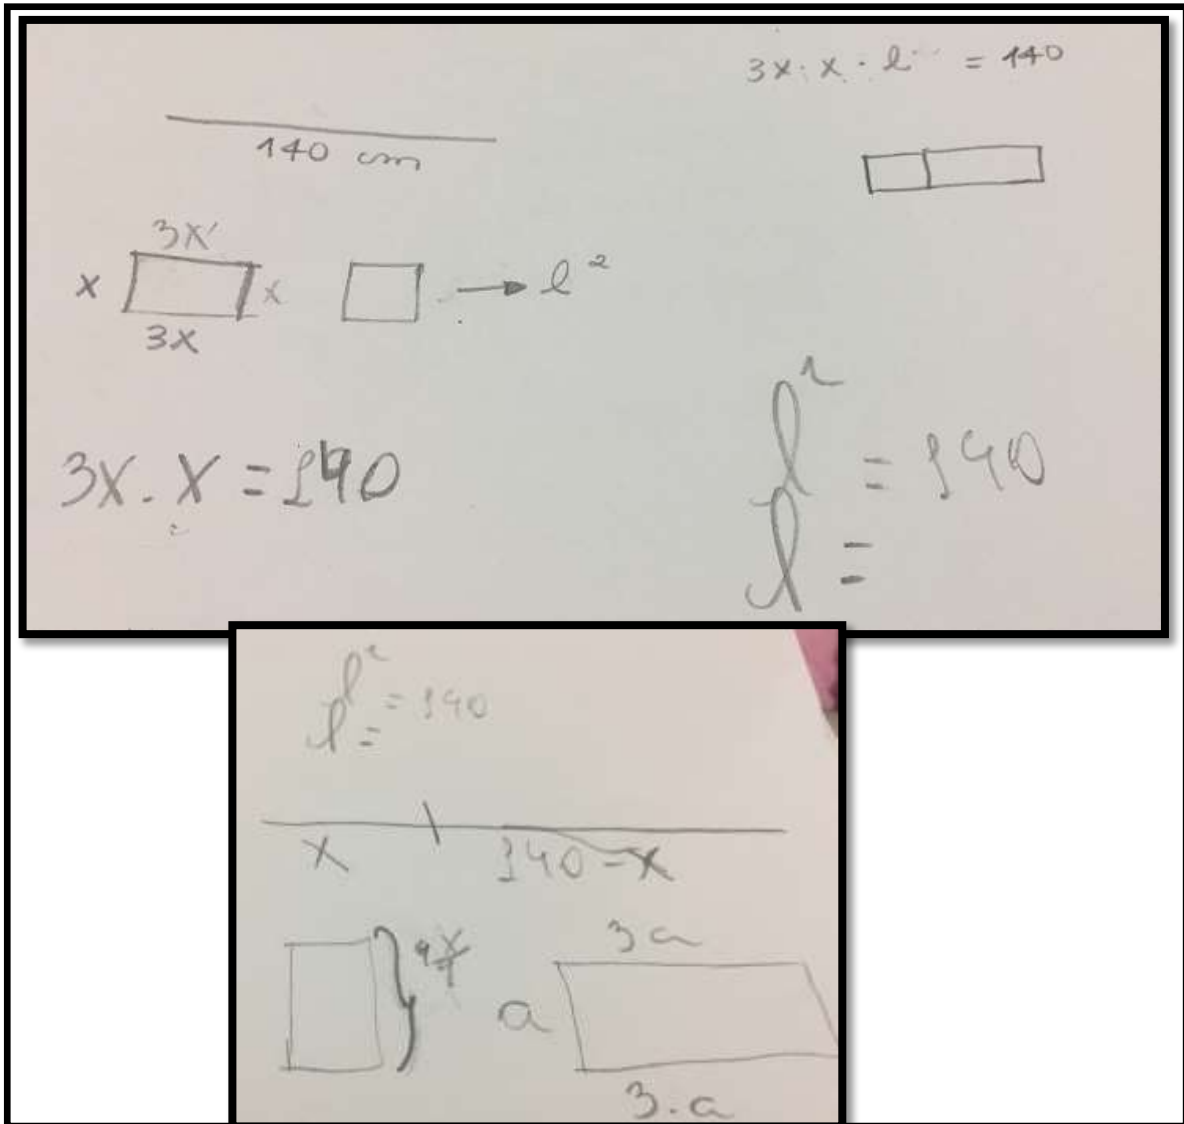 3x · x · l = 140
140 cm
3x
x
x
l²
3x
3x . x = 140
l² = 140
l =
l² = 140
l =
x
140 - x
3a
a
3.a